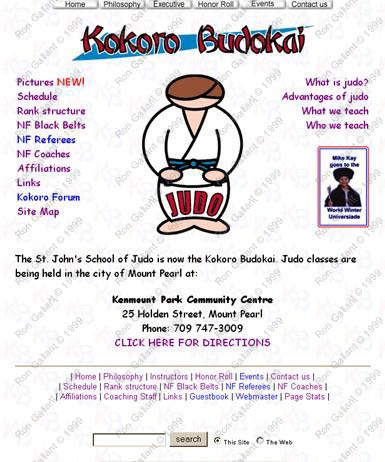 Home Philosophy Executive Honor Roll Events Contact us
Kokoro Budokai
Pictures NEW!
Schedule
Rank structure
NF Black Belts
NF Referees
NF Coaches
Affiliations
Links
Kokoro Forum
Site Map
JUDO
What is judo?
Advantages of judo
What we teach
Who we teach
Mike Kay
goes to the
World Winter
Universiade
The St. John's School of Judo is now the Kokoro Budokai. Judo classes are
being held in the city of Mount Pearl at:
Kenmount Park Community Centre
25 Holden Street, Mount Pearl
Phone: 709 747-3009
CLICK HERE FOR DIRECTIONS
| Home | Philosophy | Instructors | Honor Roll | Events | Contact us |
| Schedule | Rank structure | NF Black Belts | NF Referees | NF Coaches |
| Affiliations | Coaching Staff | Links | Guestbook | Webmaster | Page Stats |
search This Site The Web
Ron Gallant © 1999